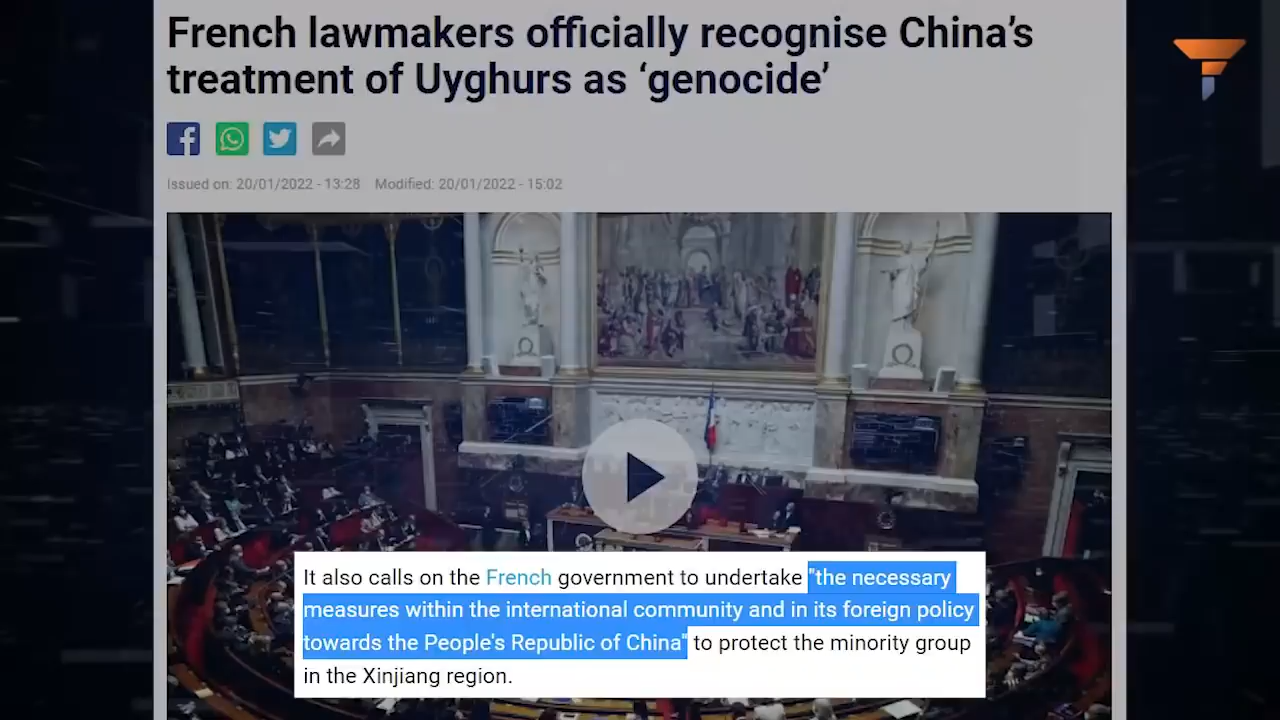 French lawmakers officially recognise China’s
treatment of Uyghurs as ‘genocide’
Issued on: 20/01/2022 - 13:28 Modified: 20/01/2022 - 15:02
It also calls on the French government to undertake "the necessary
measures within the international community and in its foreign policy
towards the People's Republic of China" to protect the minority group
in the Xinjiang region.